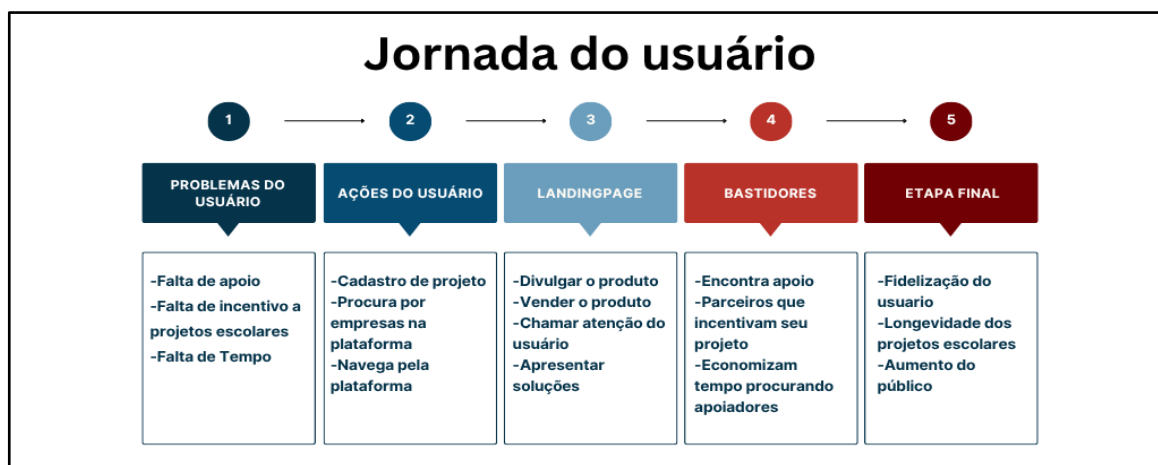 Jornada do usuário
1
2
3
4
5
PROBLEMAS DO
USUÁRIO
AÇÕES DO USUÁRIO
LANDINGPAGE
BASTIDORES
ETAPA FINAL
-Falta de apoio
-Falta de incentivo a
projetos escolares
-Falta de Tempo
-Cadastro de projeto
-Procura por
empresas na
plataforma
-Navega pela
plataforma
-Divulgar o produto
-Vender o produto
-Chamar atenção do
usuário
-Apresentar
soluções
-Encontra apoio
-Parceiros que
incentivam seu
projeto
-Economizam
tempo procurando
apoiadores
-Fidelização do
usuario
-Longevidade dos
projetos escolares
-Aumento do
público